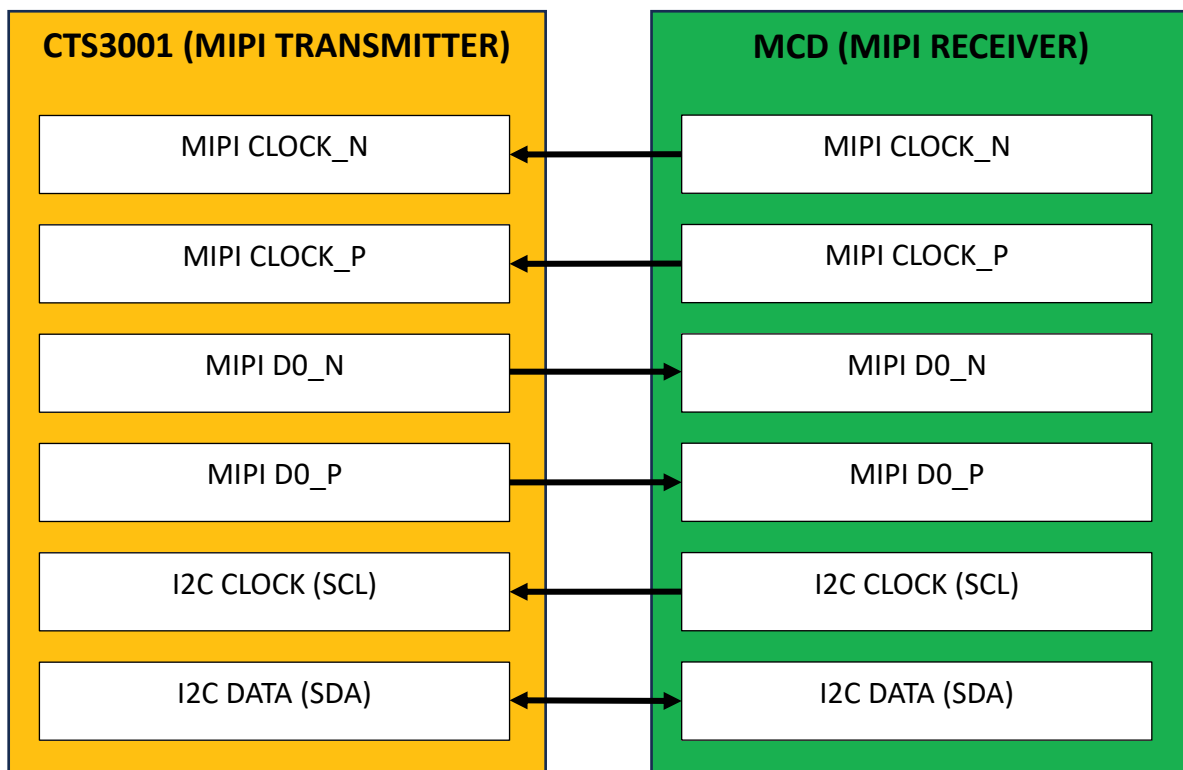 CTS3001 (MIPI TRANSMITTER)
MCD (MIPI RECEIVER)
MIPI CLOCK_N
MIPI CLOCK_N
MIPI CLOCK_P
MIPI CLOCK_P
MIPI D0_N
MIPI D0_N
MIPI D0_P
MIPI D0_P
I2C CLOCK (SCL)
I2C CLOCK (SCL)
I2C DATA (SDA)
I2C DATA (SDA)